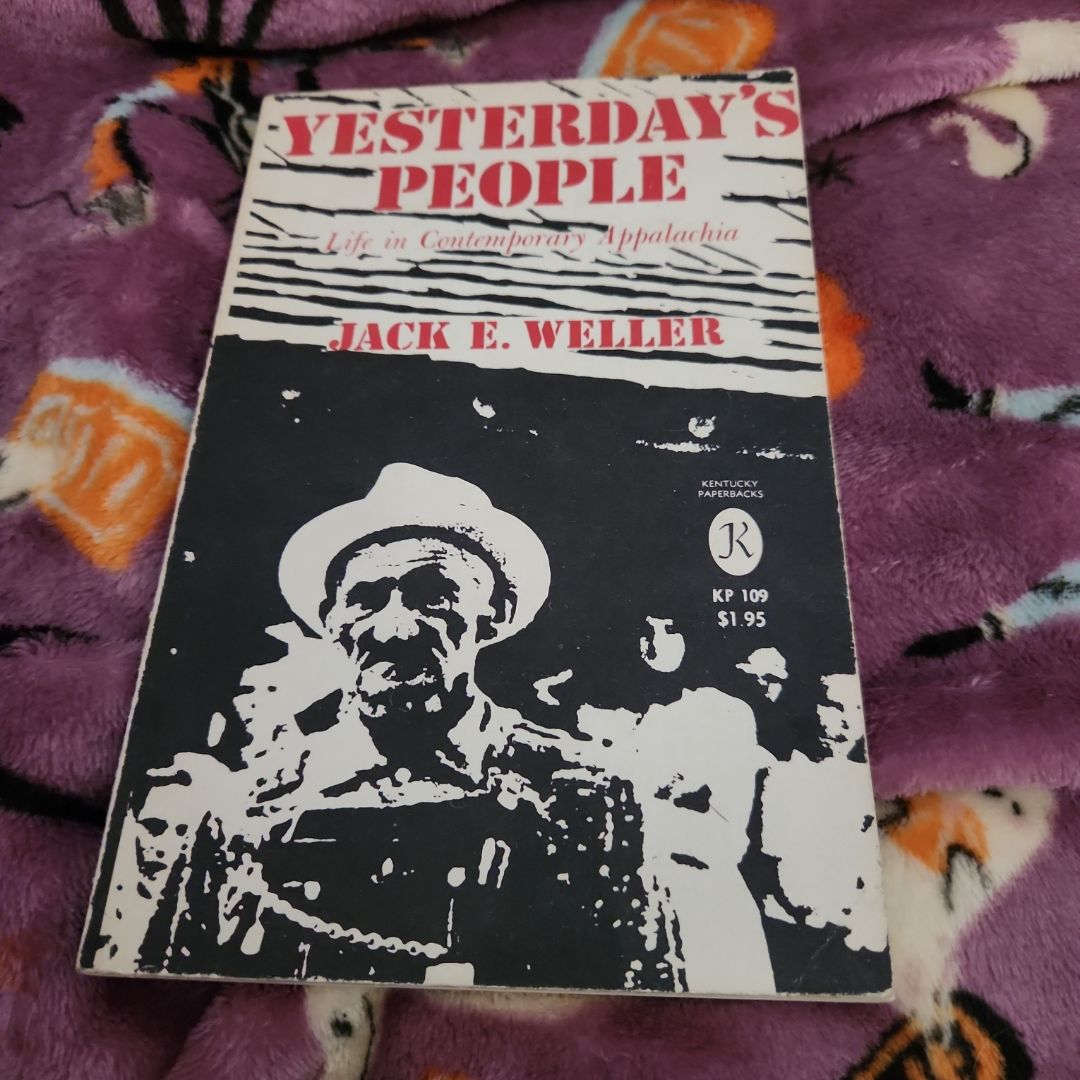 YESTERDAY'S
PEOPLE
Life in Contemporary Appalachia
JACK E. WELLER
KENTUCKY
PAPERBACKS
K
KP 109
$1.95